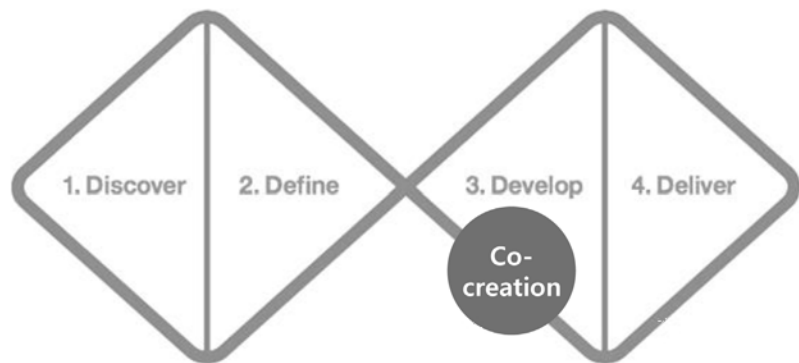 1. Discover
2. Define
3. Develop
4. Deliver
Co-
creation